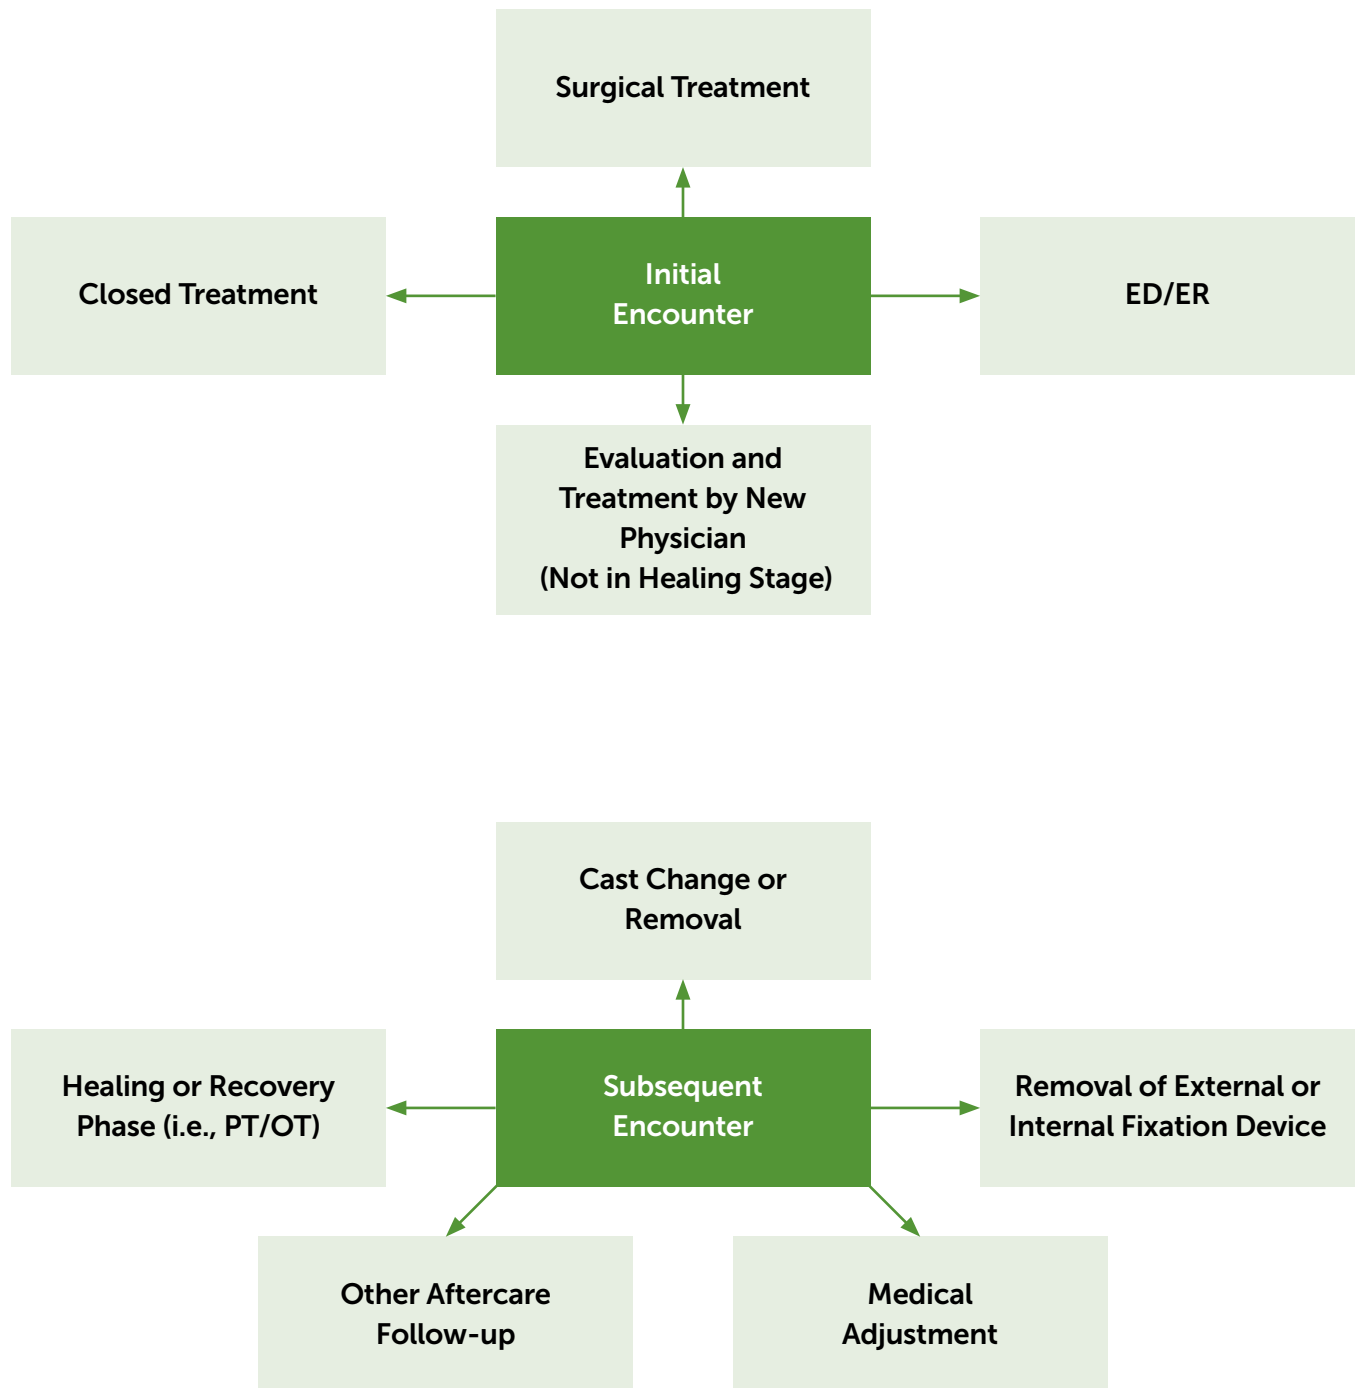 Surgical Treatment
Closed Treatment
Initial
Encounter
ED/ER
Evaluation and
Treatment by New
Physician
(Not in Healing Stage)
Cast Change or
Removal
Healing or Recovery
Phase (i.e., PT/OT)
Subsequent
Encounter
Removal of External or
Internal Fixation Device
Other Aftercare
Follow-up
Medical
Adjustment